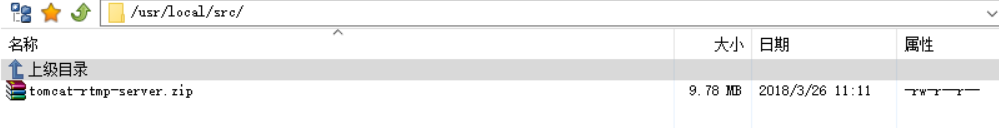 /usr/local/src/
名称 大小 日期 属性
上级目录
tomcat-rtmp-server.zip 9.78 MB 2018/3/26 11:11 -rw-r--r--